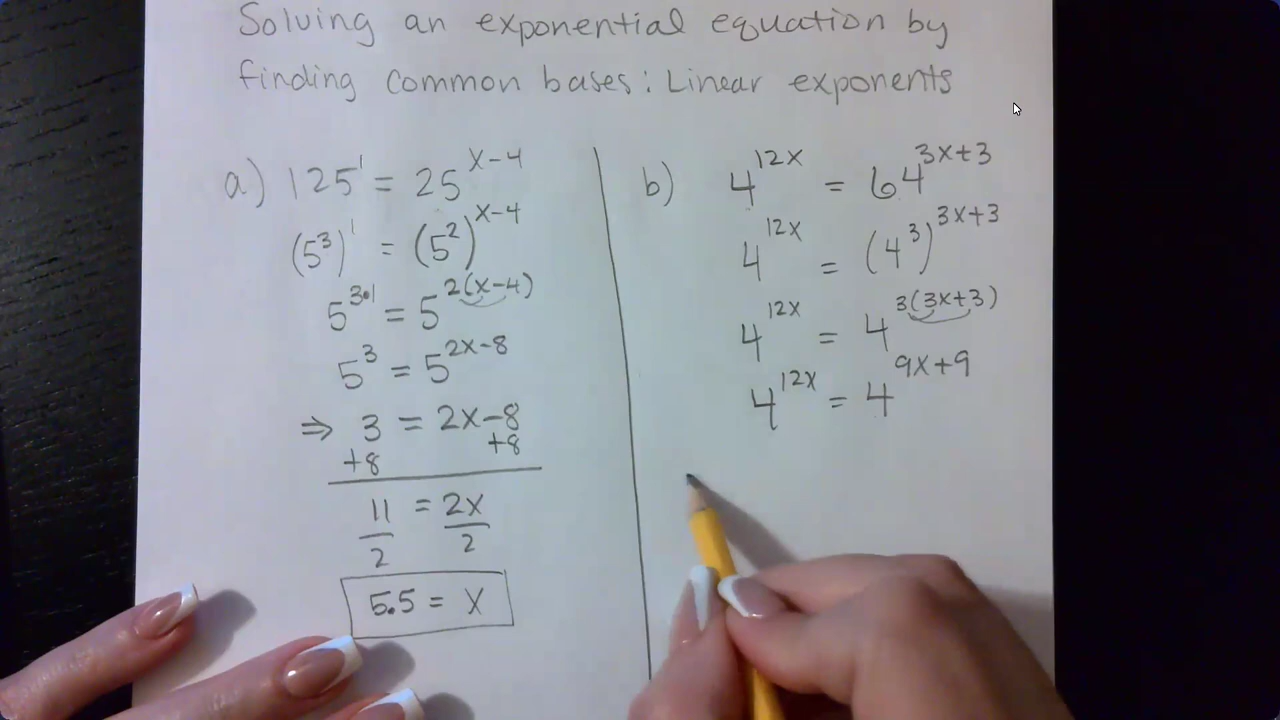 Solving an exponential equation by
finding common bases: Linear exponents
a) 125¹ = 25^(x-4)
(5³)¹ = (5²)^(x-4)
5^(3•1) = 5^(2(x-4))
5³ = 5^(2x-8)
⇒ 3 = 2x-8
+8 +8
11 = 2x
2 2
5.5 = x
b) 4^(12x) = 64^(3x+3)
4^(12x) = (4³)^(3x+3)
4^(12x) = 4^(3(3x+3))
4^(12x) = 4^(9x+9)